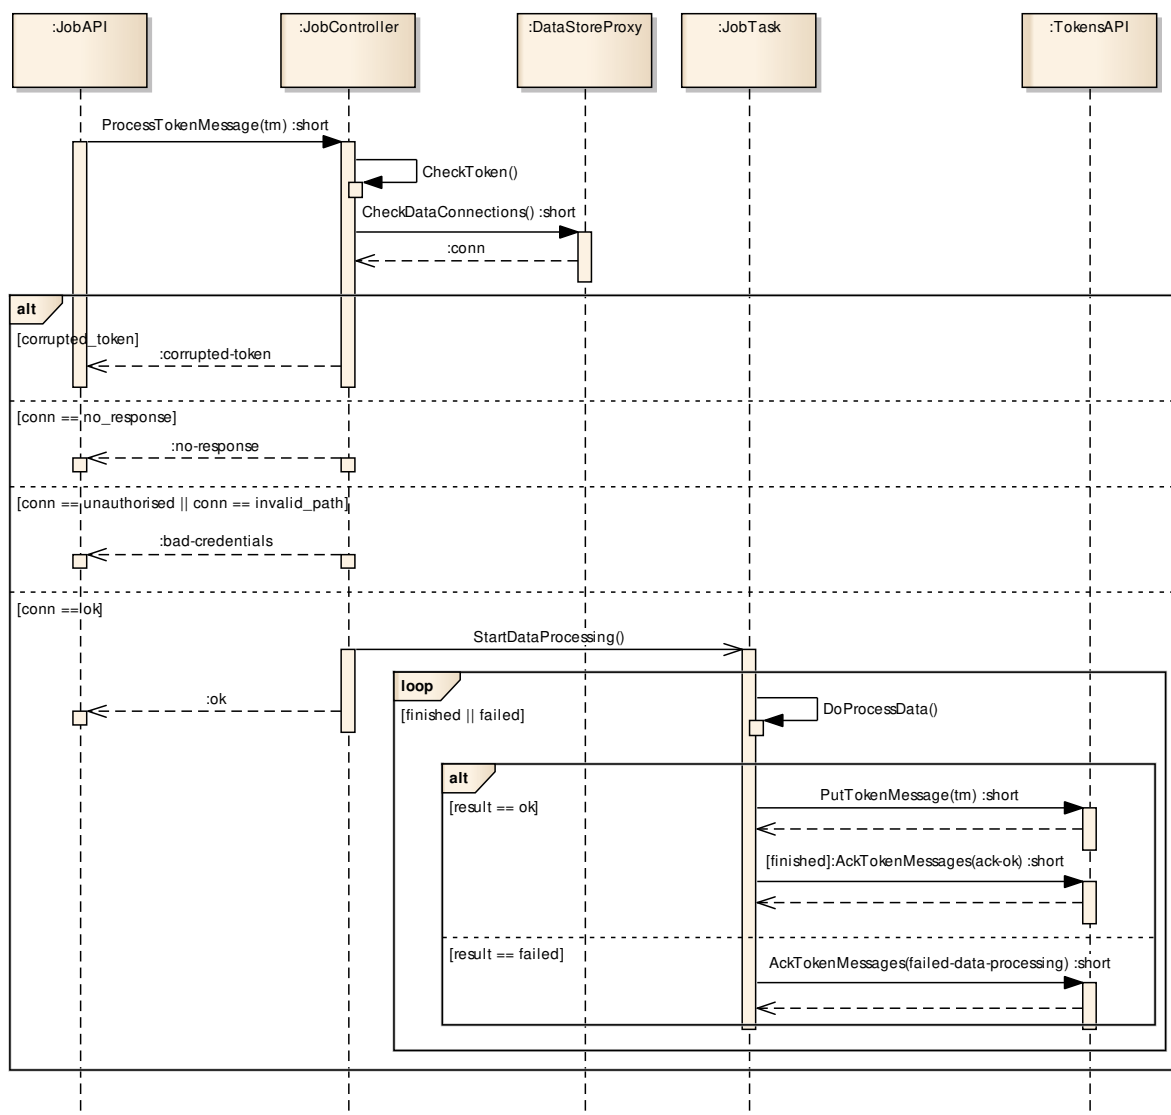 :JobAPI
:JobController
:DataStoreProxy
:JobTask
:TokensAPI
ProcessTokenMessage(tm) :short
CheckToken()
CheckDataConnections() :short
:conn
alt
[corrupted_token]
:corrupted-token
[conn == no_response]
:no-response
[conn == unauthorised || conn == invalid_path]
:bad-credentials
[conn == ok]
StartDataProcessing()
loop
:ok
[finished || failed]
DoProcessData()
alt
[result == ok]
PutTokenMessage(tm) :short
[finished]:AckTokenMessages(ack-ok) :short
[result == failed]
AckTokenMessages(failed-data-processing) :short